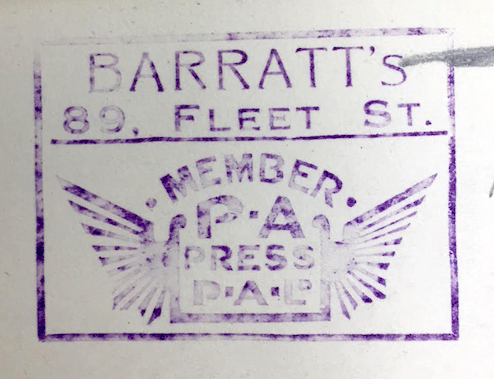 BARRATT's
89, FLEET ST.
• MEMBER •
P·A
PRESS
P·A·Lᵈ